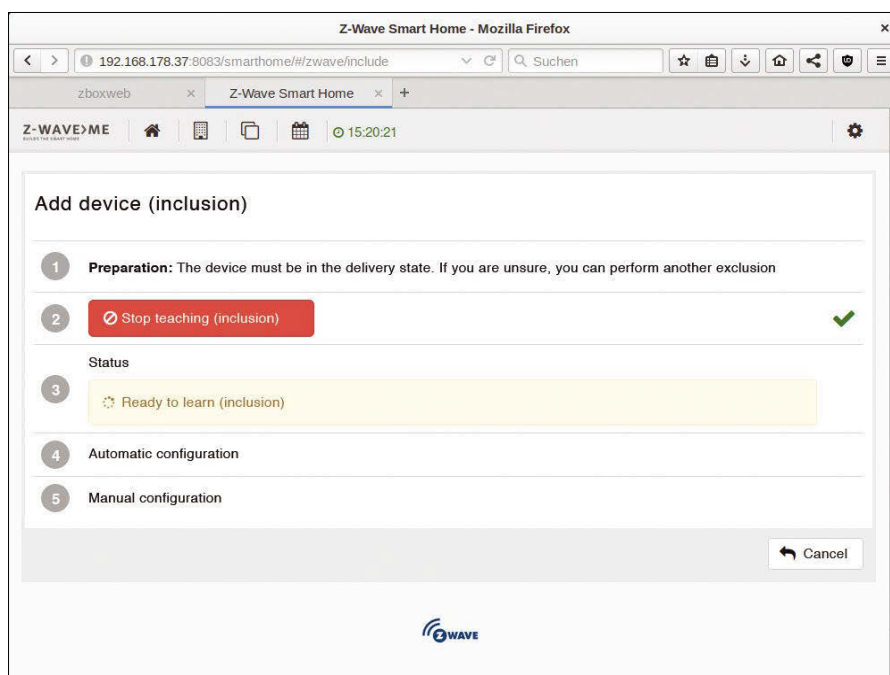 Z-Wave Smart Home - Mozilla Firefox
192.168.178.37:8083/smarthome/#/zwave/include
Suchen
zboxweb
Z-Wave Smart Home
Z-WAVE>ME
15:20:21
Add device (inclusion)
1 Preparation: The device must be in the delivery state. If you are unsure, you can perform another exclusion
2 Stop teaching (inclusion)
Status
3 Ready to learn (inclusion)
4 Automatic configuration
5 Manual configuration
Cancel
Z WAVE